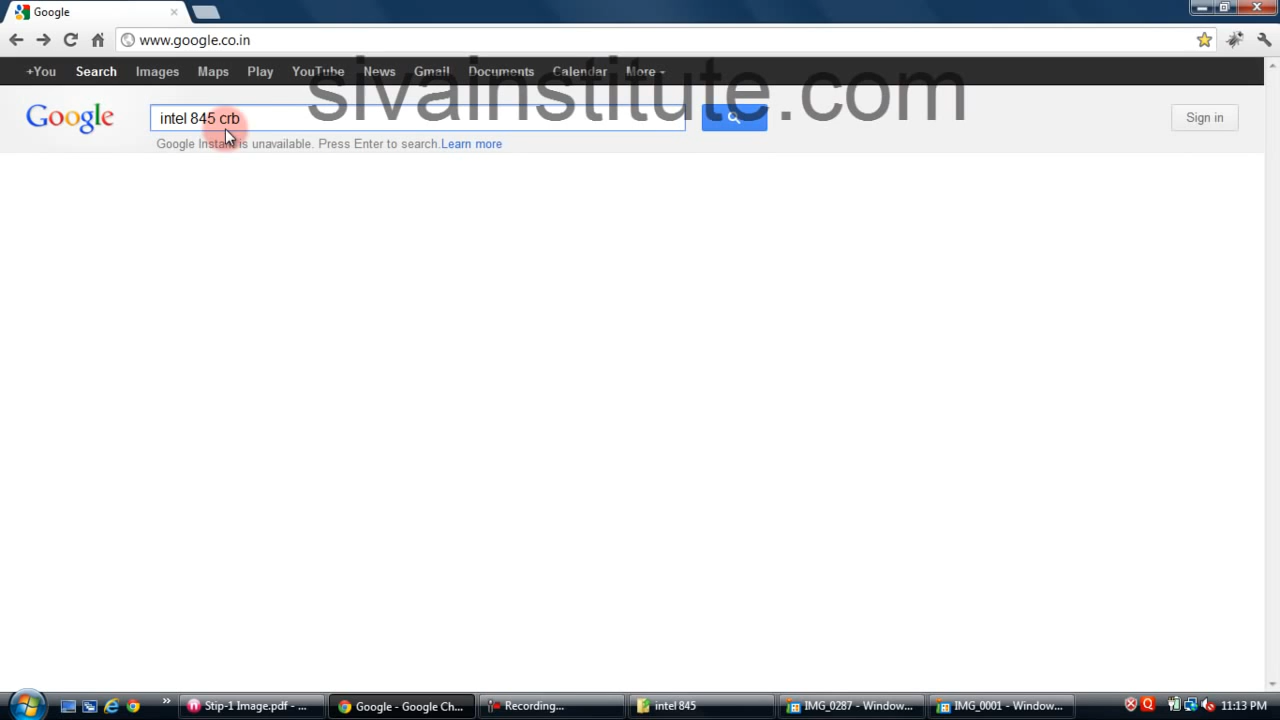 Google
www.google.co.in
+You Search Images Maps Play YouTube News Gmail Documents Calendar More
sivainstitute.com
Google intel 845 crb Sign in
Google Instant is unavailable. Press Enter to search.Learn more
Stip-1 Image.pdf - ... Google - Google Ch... Recording... intel 845 IMG_0287 - Window... IMG_0001 - Window... 11:13 PM